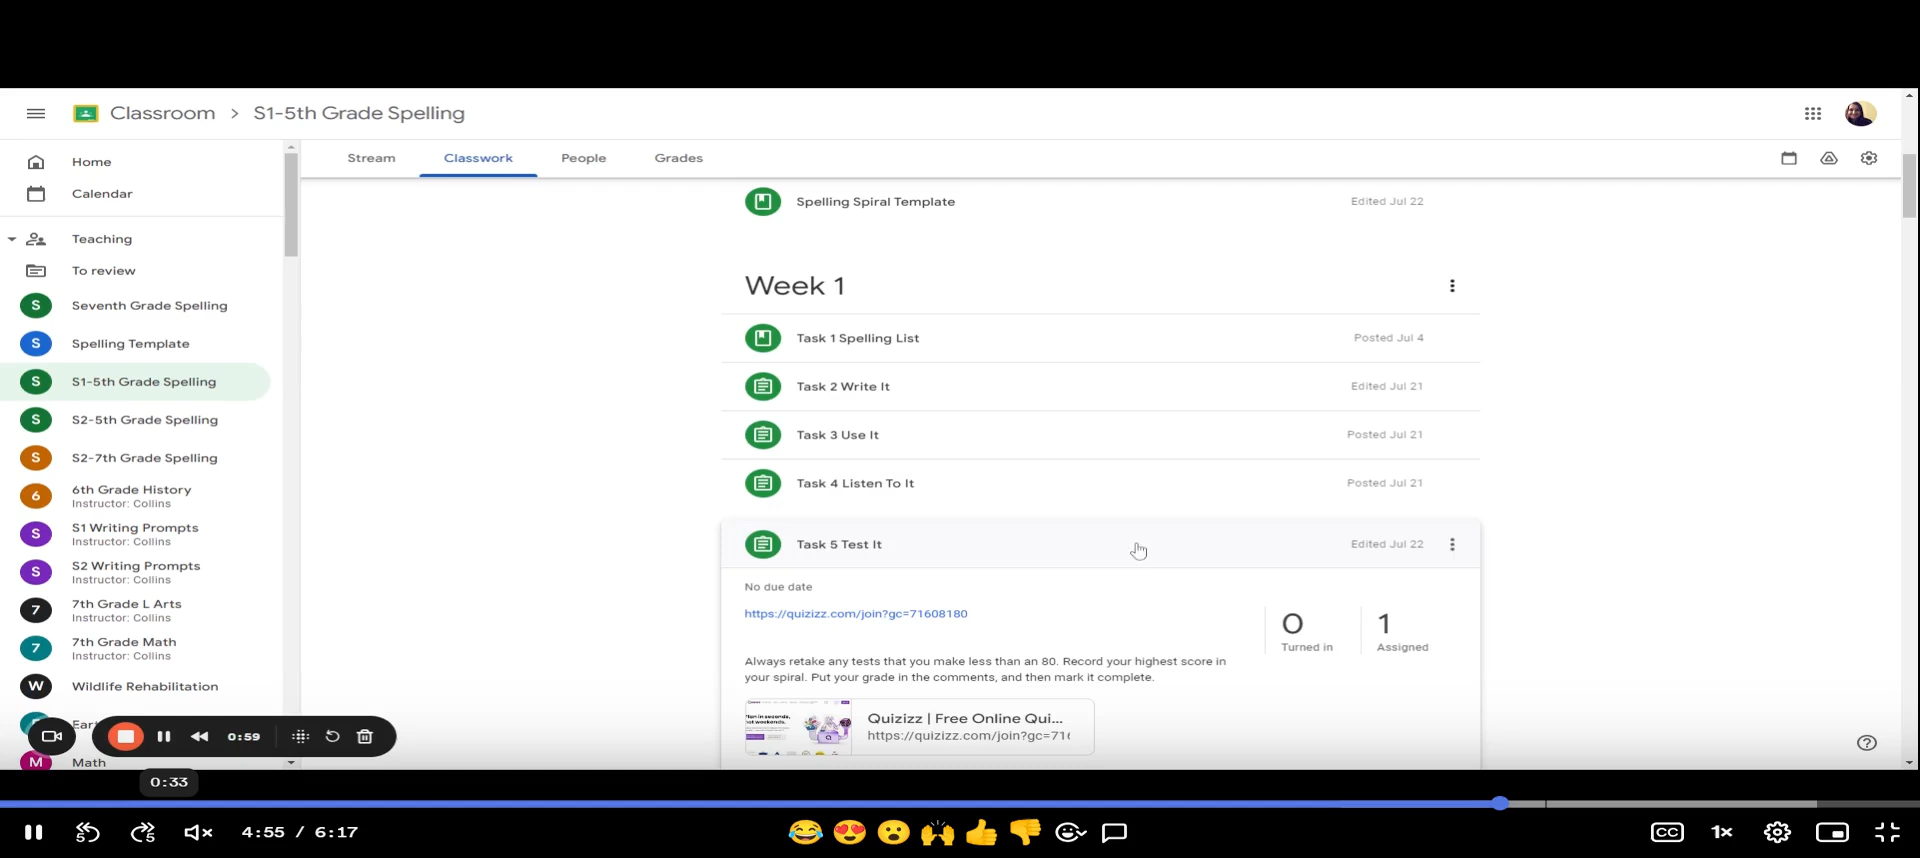 Classroom > S1-5th Grade Spelling
Home
Calendar
Teaching
To review
S Seventh Grade Spelling
S Spelling Template
S S1-5th Grade Spelling
S S2-5th Grade Spelling
S S2-7th Grade Spelling
6 6th Grade History
Instructor: Collins
S S1 Writing Prompts
Instructor: Collins
S S2 Writing Prompts
Instructor: Collins
7 7th Grade L Arts
Instructor: Collins
7 7th Grade Math
Instructor: Collins
W Wildlife Rehabilitation
Eart
M Math
Stream Classwork People Grades
Spelling Spiral Template Edited Jul 22
Week 1
Task 1 Spelling List Posted Jul 4
Task 2 Write It Edited Jul 21
Task 3 Use It Posted Jul 21
Task 4 Listen To It Posted Jul 21
Task 5 Test It Edited Jul 22
No due date
https://quizizz.com/join?gc=71608180
0 Turned in
1 Assigned
Always retake any tests that you make less than an 80. Record your highest score in
your spiral. Put your grade in the comments, and then mark it complete.
Quizizz | Free Online Qui...
https://quizizz.com/join?gc=716
0:59
0:33
4:55 / 6:17
CC 1x